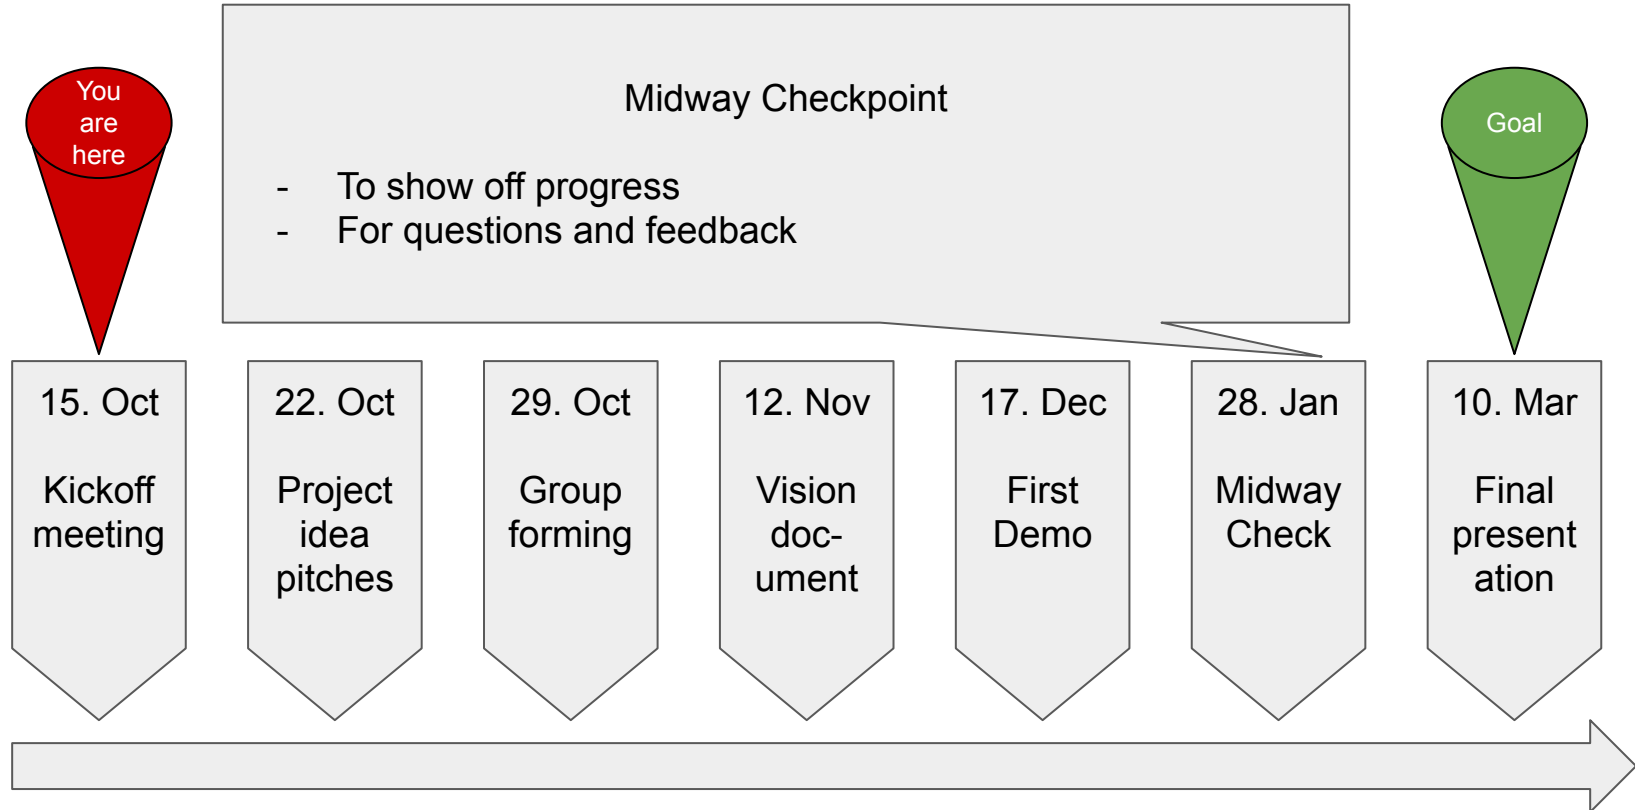 You
are
here
Midway Checkpoint
- To show off progress
- For questions and feedback
Goal
15. Oct
Kickoff
meeting
22. Oct
Project
idea
pitches
29. Oct
Group
forming
12. Nov
Vision
doc-
ument
17. Dec
First
Demo
28. Jan
Midway
Check
10. Mar
Final
present
ation